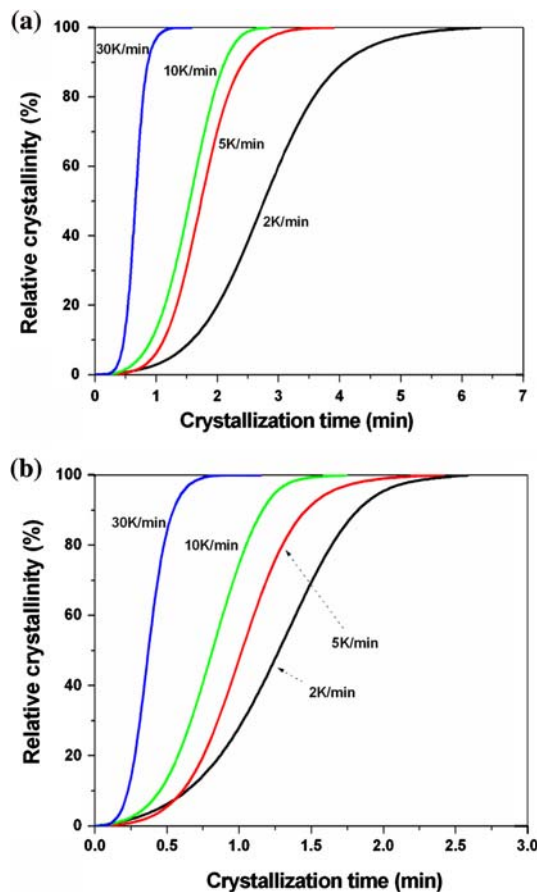 (a)
100
80
60
40
20
0
Relative crystallinity (%)
30K/min
10K/min
5K/min
2K/min
0 1 2 3 4 5 6 7
Crystallization time (min)
(b)
100
80
60
40
20
0
Relative crystallinity (%)
30K/min
10K/min
5K/min
2K/min
0.0 0.5 1.0 1.5 2.0 2.5 3.0
Crystallization time (min)